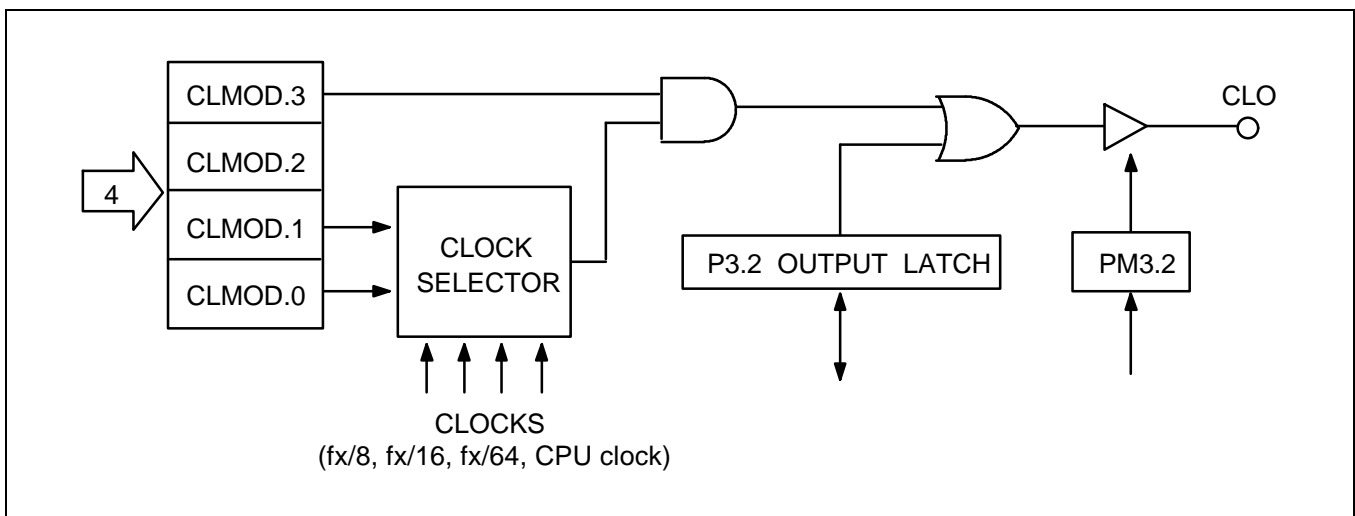 CLMOD.3
CLMOD.2
CLMOD.1
CLMOD.0
4
CLOCK
SELECTOR
CLOCKS
(fx/8, fx/16, fx/64, CPU clock)
P3.2 OUTPUT LATCH
PM3.2
CLO